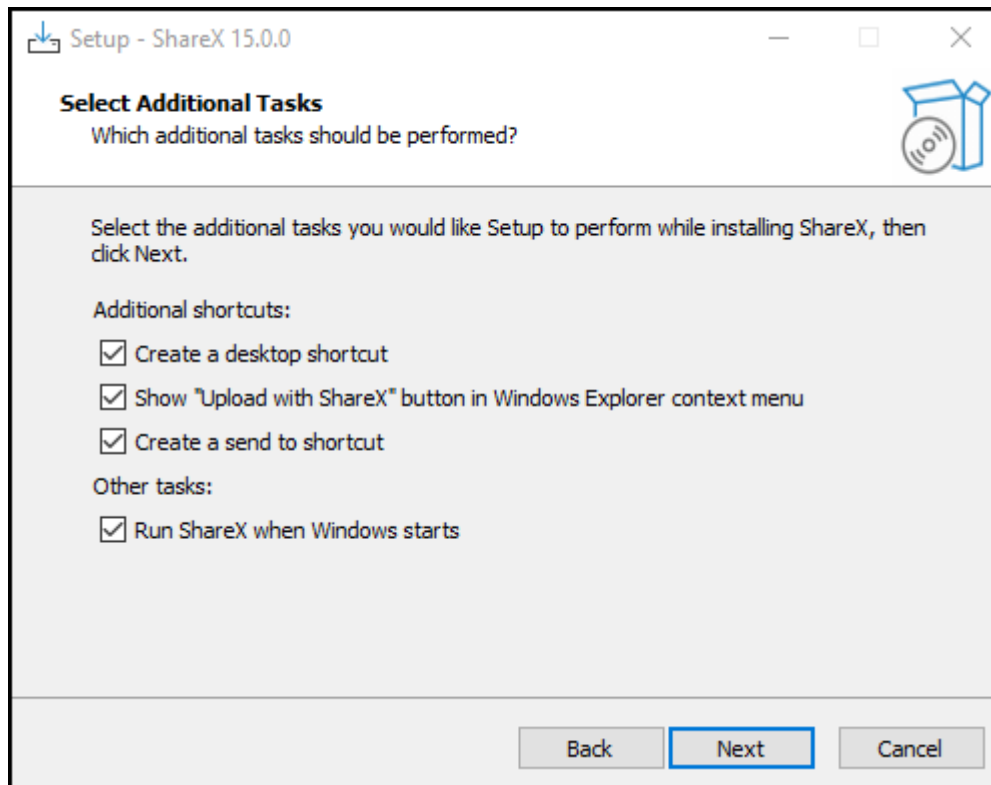 Setup - ShareX 15.0.0
Select Additional Tasks
Which additional tasks should be performed?
Select the additional tasks you would like Setup to perform while installing ShareX, then
click Next.
Additional shortcuts:
Create a desktop shortcut
Show "Upload with ShareX" button in Windows Explorer context menu
Create a send to shortcut
Other tasks:
Run ShareX when Windows starts
Back Next Cancel